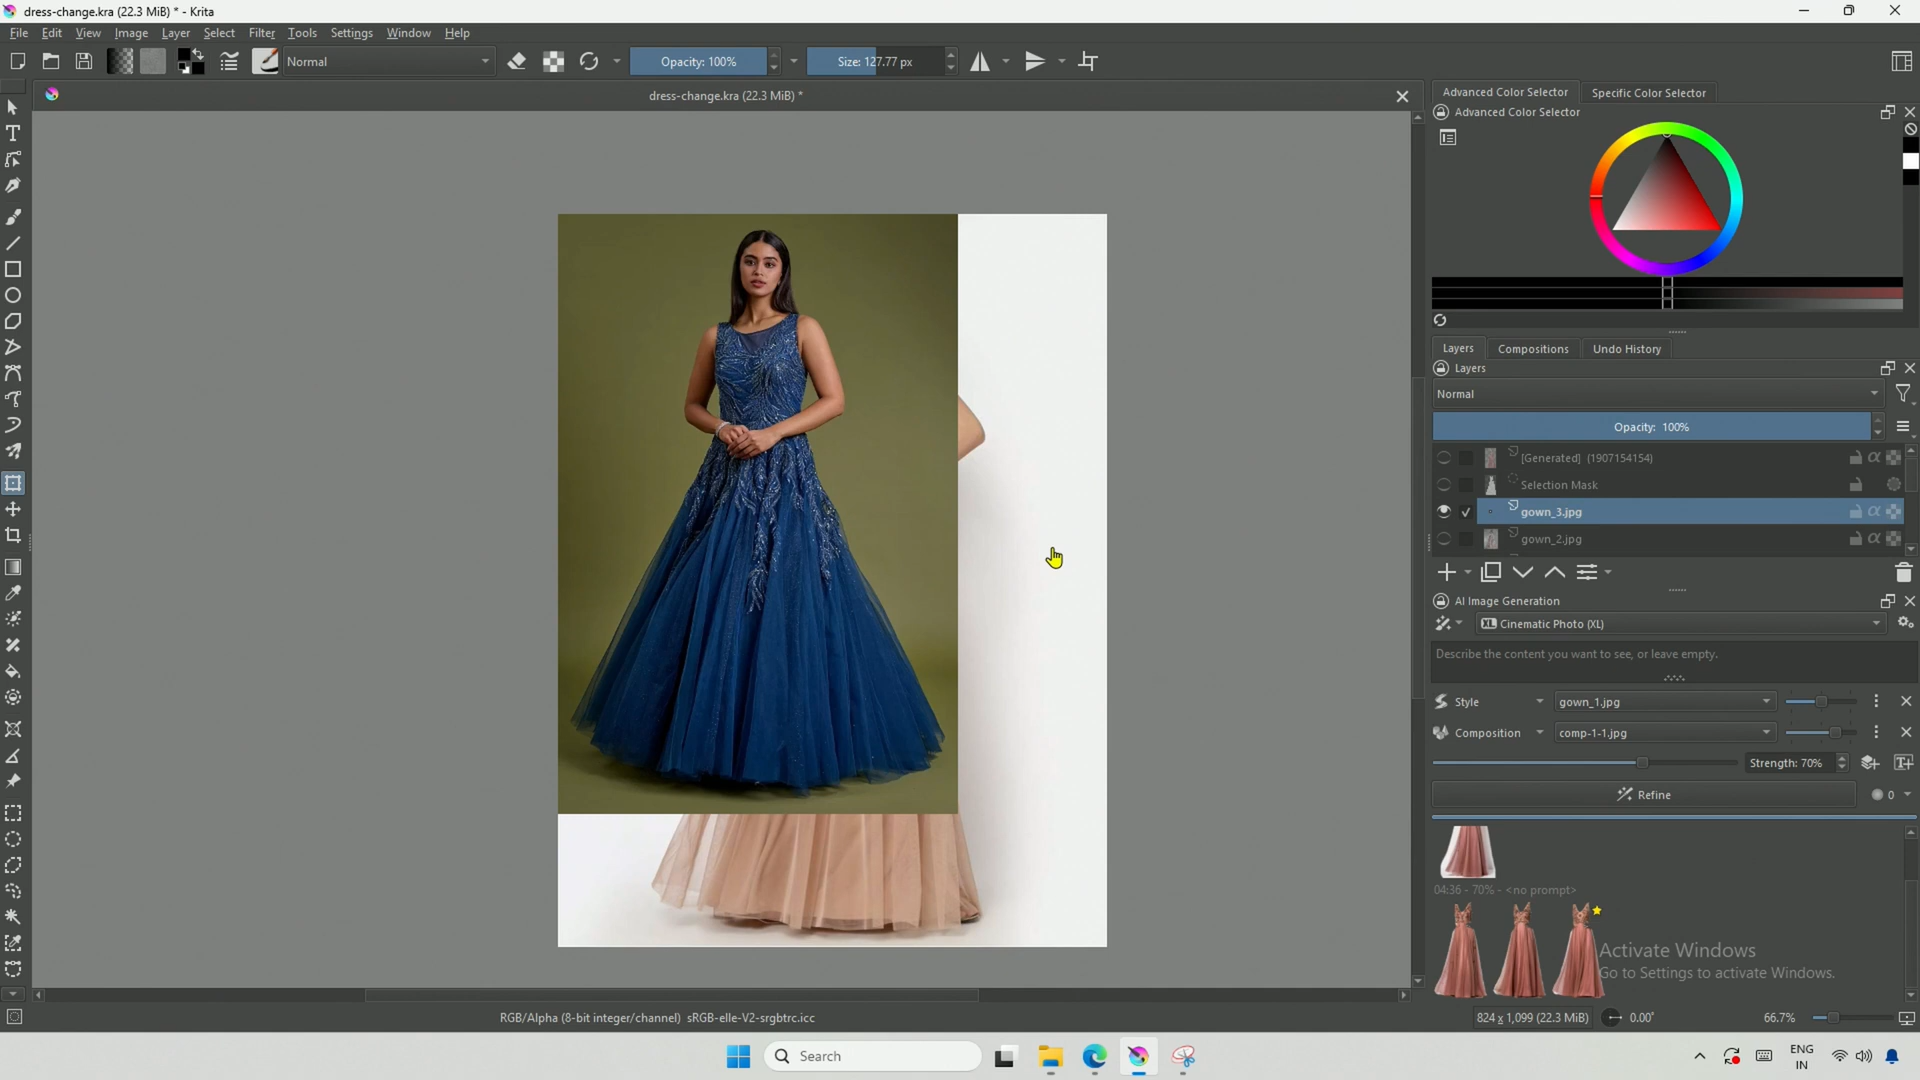 dress-change.kra (22.3 MiB) * - Krita
File Edit View Image Layer Select Filter Tools Settings Window Help
Normal Opacity: 100% Size: 127.77 px
dress-change.kra (22.3 MiB) *
Advanced Color Selector Specific Color Selector
Advanced Color Selector
Layers Compositions Undo History
Layers
Normal
Opacity: 100%
[Generated] (1907154154)
Selection Mask
gown_3.jpg
gown_2.jpg
AI Image Generation
XL Cinematic Photo (XL)
Describe the content you want to see, or leave empty.
Style gown_1.jpg
Composition comp-1-1.jpg
Strength: 70%
Refine 0
04:36 - 70% - <no prompt>
Activate Windows
Go to Settings to activate Windows.
RGB/Alpha (8-bit integer/channel) sRGB-elle-V2-srgbtrc.icc 824 x 1,099 (22.3 MiB) 0.00° 66.7%
Search
ENG
IN